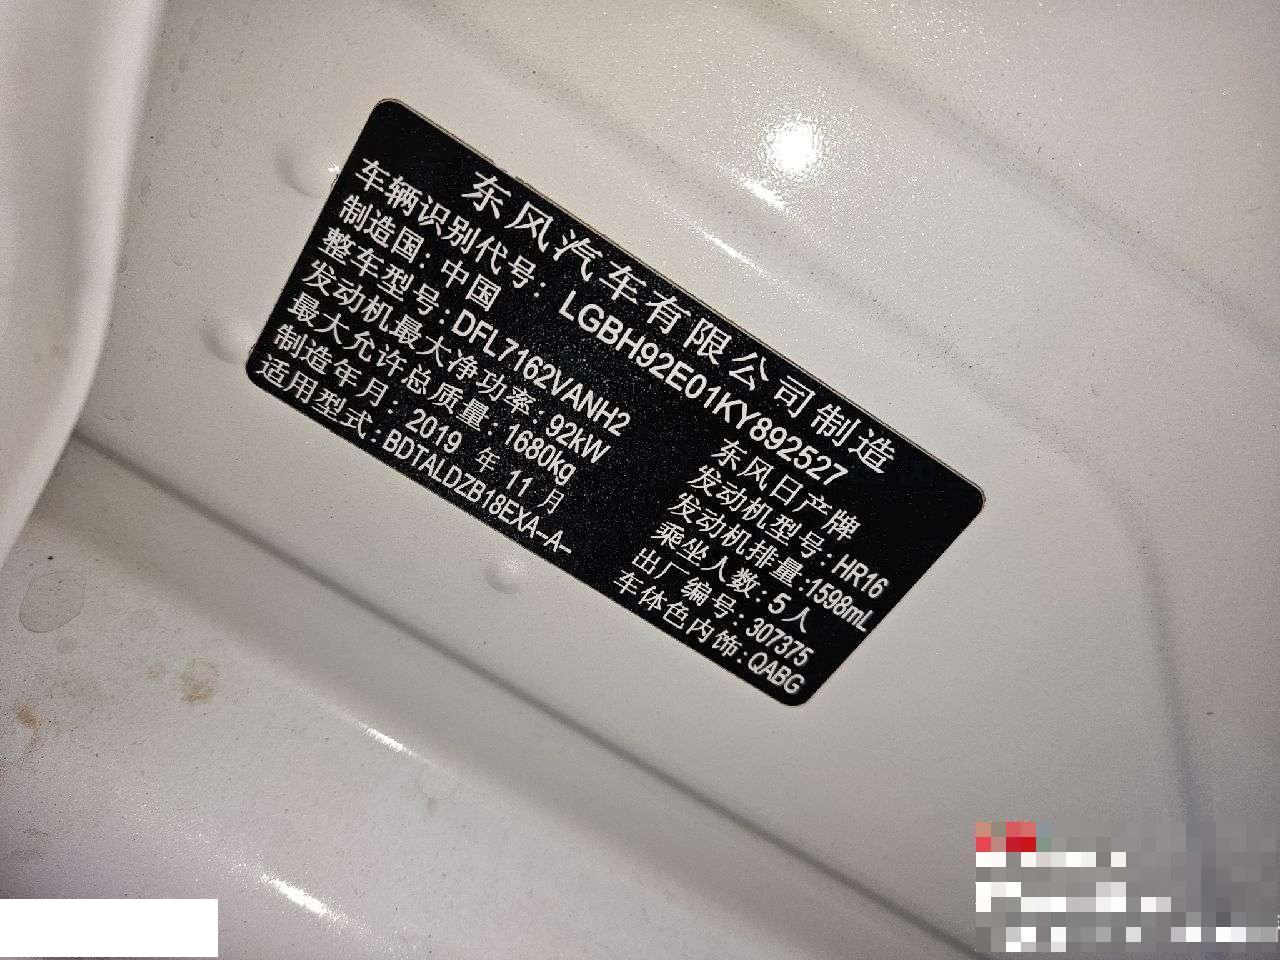 东风汽车有限公司制造
车辆识别代号: LGBH92E01KY892527
制造国: 中国 东风日产牌
整车型号: DFL7162VANH2 发动机型号: HR16
发动机最大净功率: 92kW 发动机排量: 1598mL
最大允许总质量: 1680kg 乘坐人数: 5人
制造年月: 2019 年 11 月 出厂编号: 307375
适用型式: BDTALDZB18EXA-A- 车体色内饰: QABG